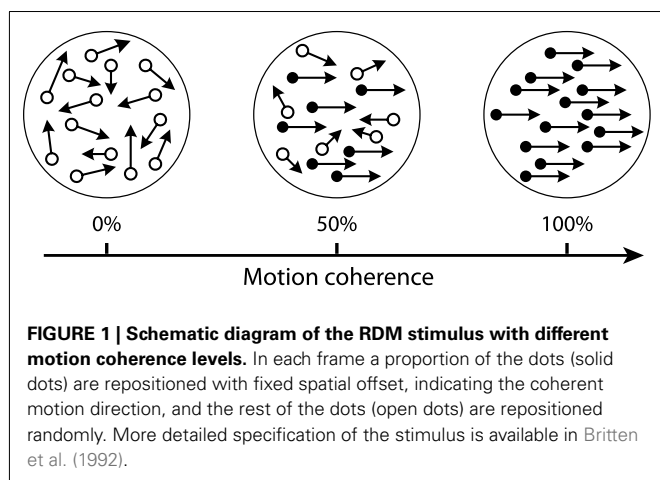 0%
50%
100%
Motion coherence
FIGURE 1 | Schematic diagram of the RDM stimulus with different
motion coherence levels. In each frame a proportion of the dots (solid
dots) are repositioned with fixed spatial offset, indicating the coherent
motion direction, and the rest of the dots (open dots) are repositioned
randomly. More detailed specification of the stimulus is available in Britten
et al. (1992).